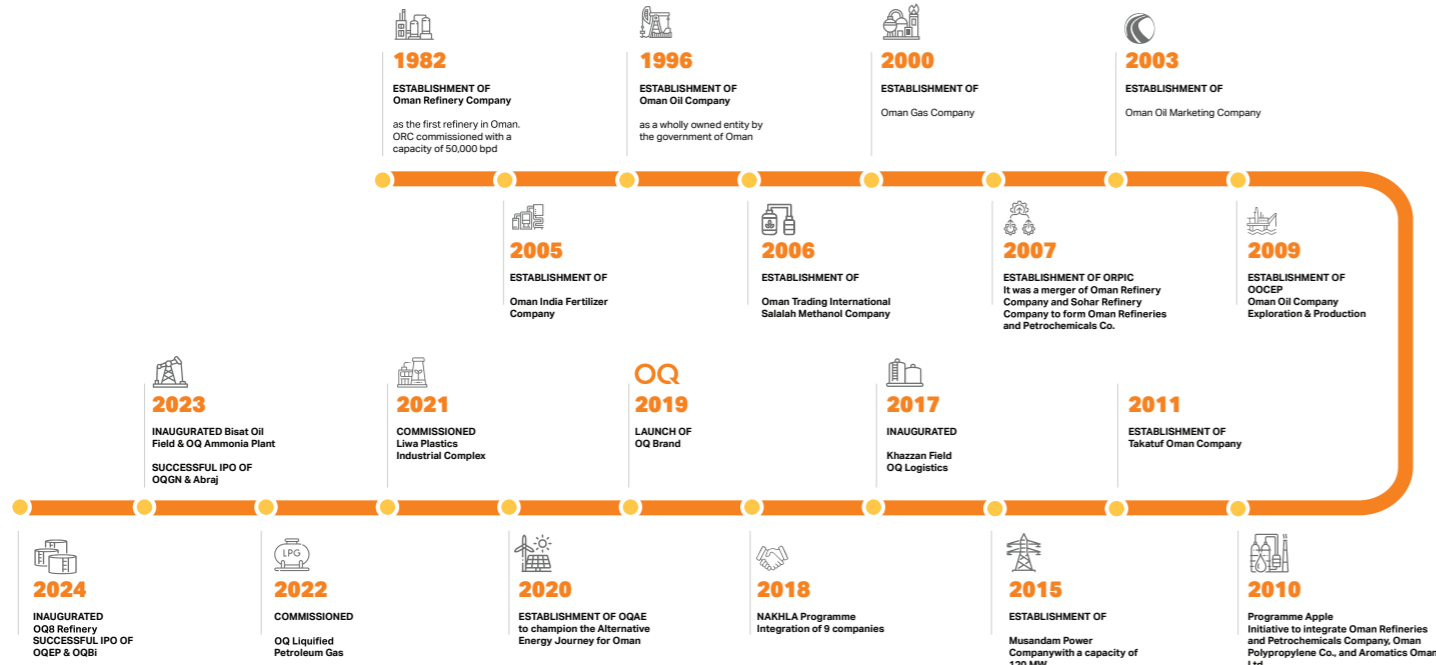 1982
ESTABLISHMENT OF
Oman Refinery Company
as the first refinery in Oman.
ORC commissioned with a
capacity of 50,000 bpd
1996
ESTABLISHMENT OF
Oman Oil Company
as a wholly owned entity by
the government of Oman
2000
ESTABLISHMENT OF
Oman Gas Company
2003
ESTABLISHMENT OF
Oman Oil Marketing Company
2005
ESTABLISHMENT OF
Oman India Fertilizer
Company
2006
ESTABLISHMENT OF
Oman Trading International
Salalah Methanol Company
2007
ESTABLISHMENT OF ORPIC
It was a merger of Oman Refinery
Company and Sohar Refinery
Company to form Oman Refineries
and Petrochemicals Co.
2009
ESTABLISHMENT OF
OOCEP
Oman Oil Company
Exploration & Production
2023
INAUGURATED Bisat Oil
Field & OQ Ammonia Plant
SUCCESSFUL IPO OF
OQGN & Abraj
2021
COMMISSIONED
Liwa Plastics
Industrial Complex
OQ
2019
LAUNCH OF
OQ Brand
2017
INAUGURATED
Khazzan Field
OQ Logistics
2011
ESTABLISHMENT OF
Takatuf Oman Company
2024
INAUGURATED
OQ8 Refinery
SUCCESSFUL IPO OF
OQEP & OQBi
LPG
2022
COMMISSIONED
OQ Liquified
Petroleum Gas
2020
ESTABLISHMENT OF OQAE
to champion the Alternative
Energy Journey for Oman
2018
NAKHLA Programme
Integration of 9 companies
2015
ESTABLISHMENT OF
Musandam Power
Companywith a capacity of
120 MW
2010
Programme Apple
Initiative to integrate Oman Refineries
and Petrochemicals Company, Oman
Polypropylene Co., and Aromatics Oman
Ltd